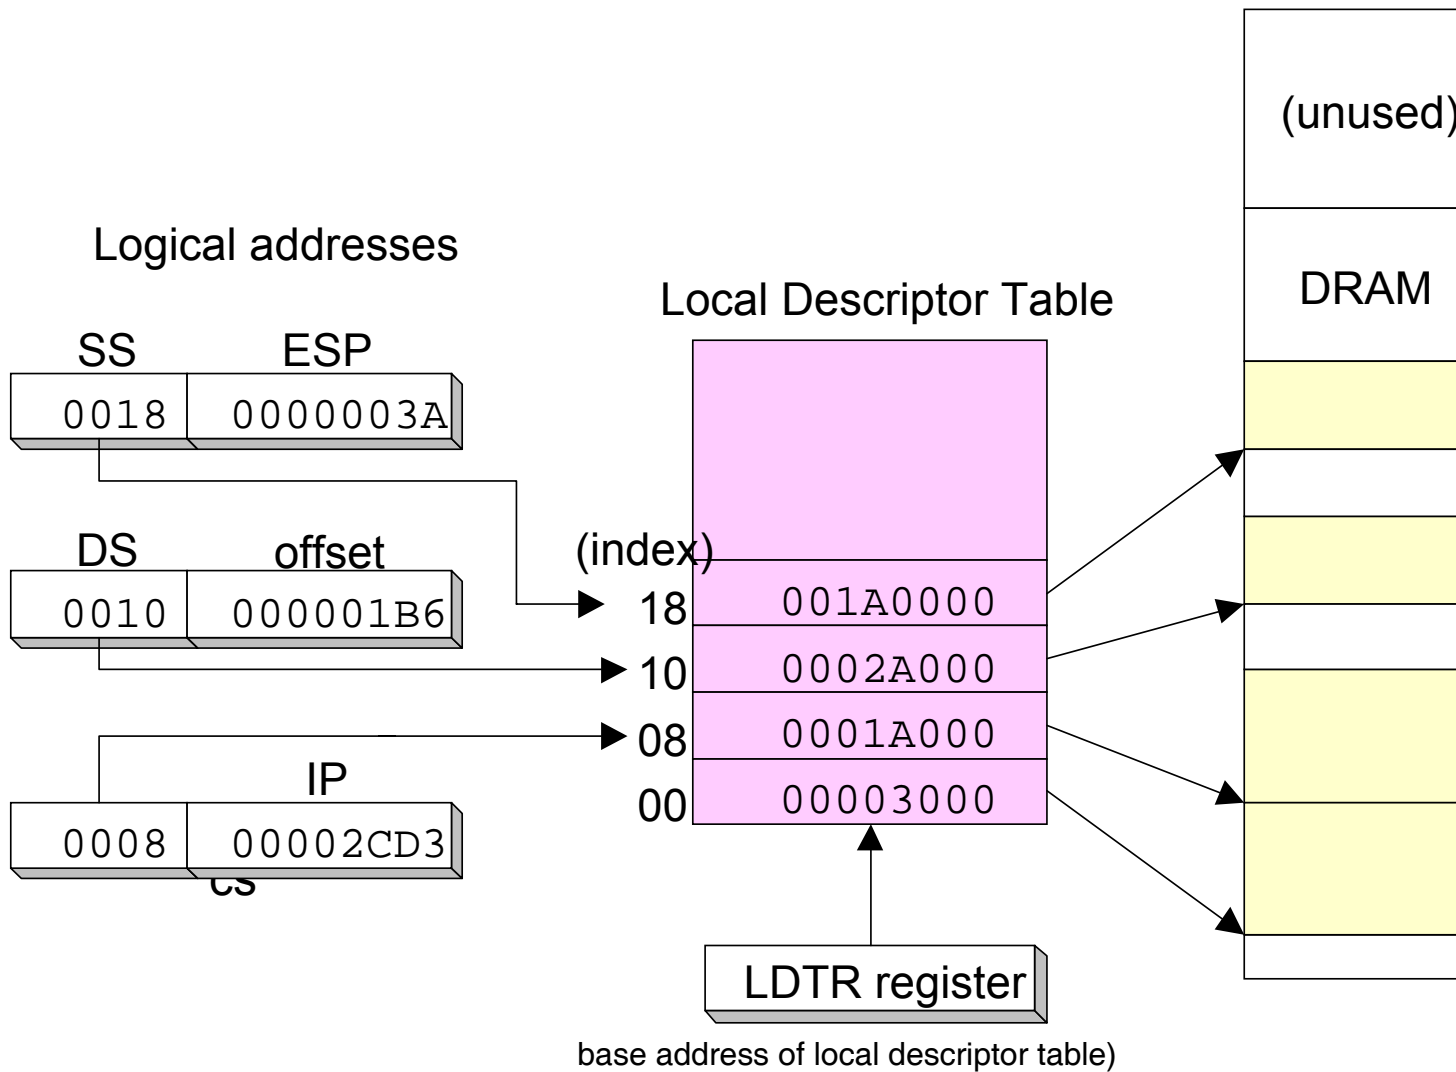 (unused)
DRAM
Logical addresses
Local Descriptor Table
SS ESP
0018 0000003A
DS offset
0010 000001B6
(index)
18 001A0000
10 0002A000
08 0001A000
00 00003000
IP
0008 00002CD3
cs
LDTR register
base address of local descriptor table)